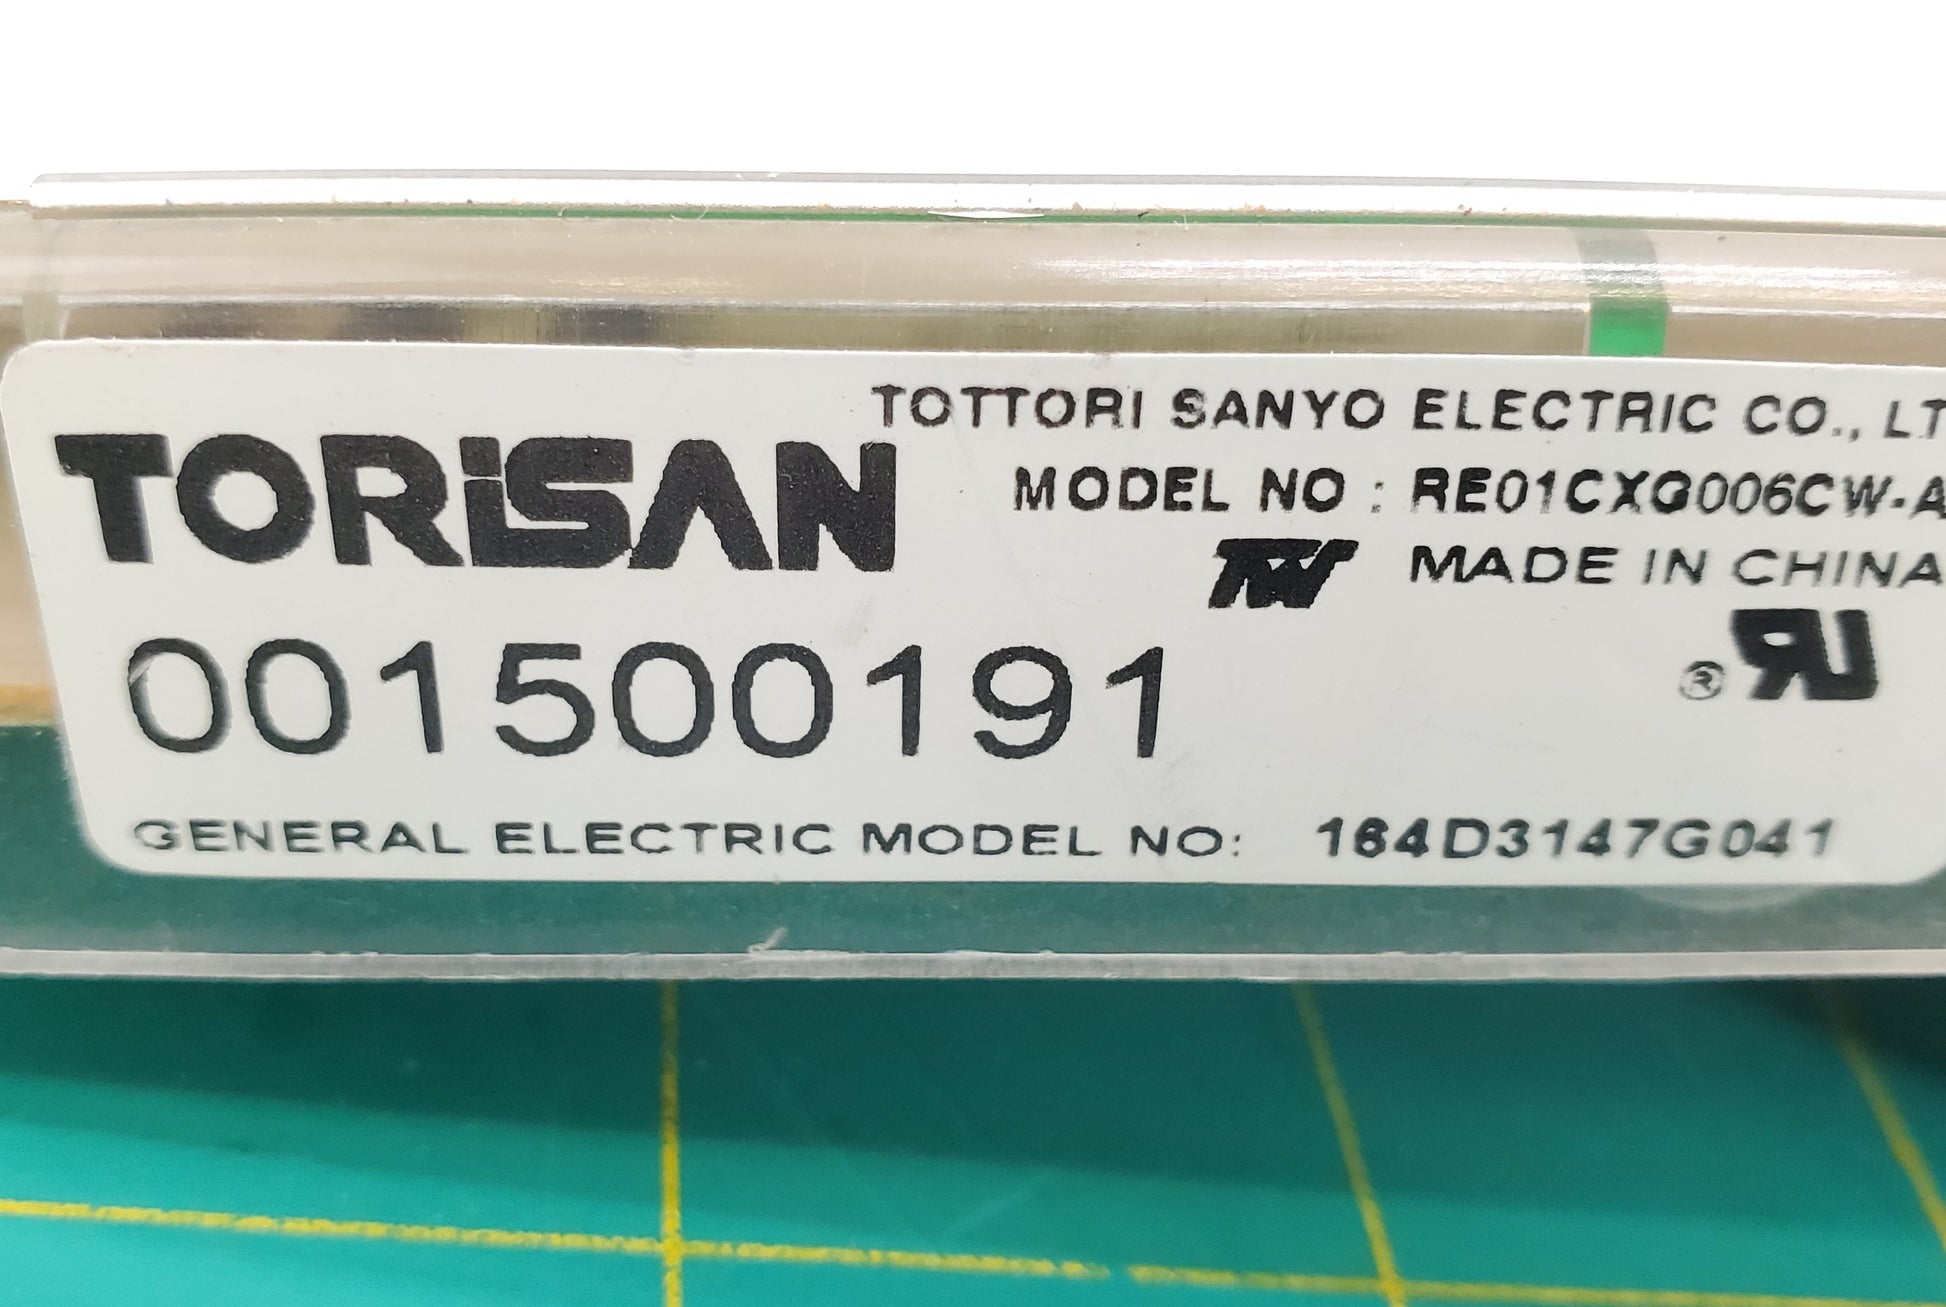 TOTTORI SANYO ELECTRIC CO., LT
TORiSAN
MODEL NO : RE01CXG006CW-A
MADE IN CHINA
001500191
®
GENERAL ELECTRIC MODEL NO: 164D3147G041